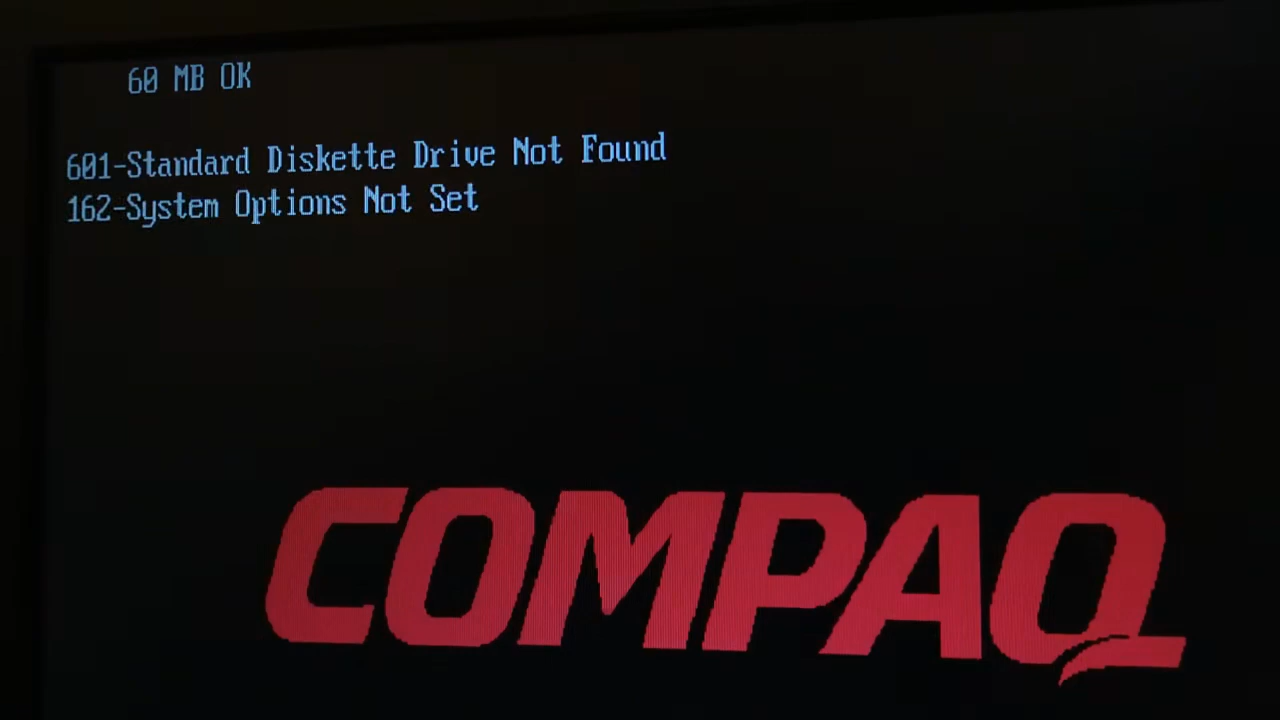 60 MB OK
601-Standard Diskette Drive Not Found
162-System Options Not Set
COMPAQ